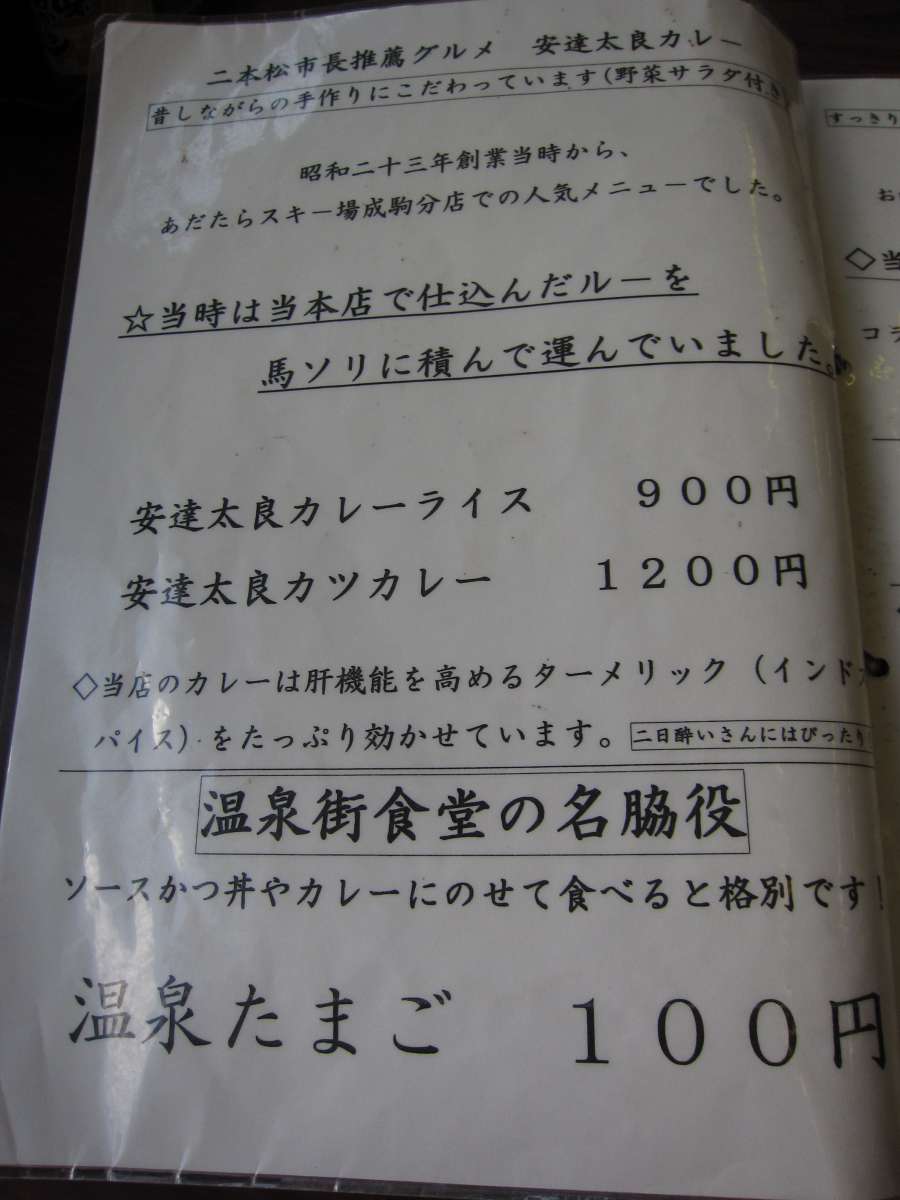 二本松市長推薦グルメ　安達太良カレー
昔しながらの手作りにこだわっています(野菜サラダ付き
昭和二十三年創業当時から、
あだたらスキー場成駒分店での人気メニューでした。
☆当時は当本店で仕込んだルーを
馬ソリに積んで運んでいました。
安達太良カレーライス　９００円
安達太良カツカレー　１２００円
◇当店のカレーは肝機能を高めるターメリック（インド
パイス）をたっぷり効かせています。 二日酔いさんにはぴったり
温泉街食堂の名脇役
ソースかつ丼やカレーにのせて食べると格別です！
温泉たまご　１００円
すっきり
お
◇当
コラ